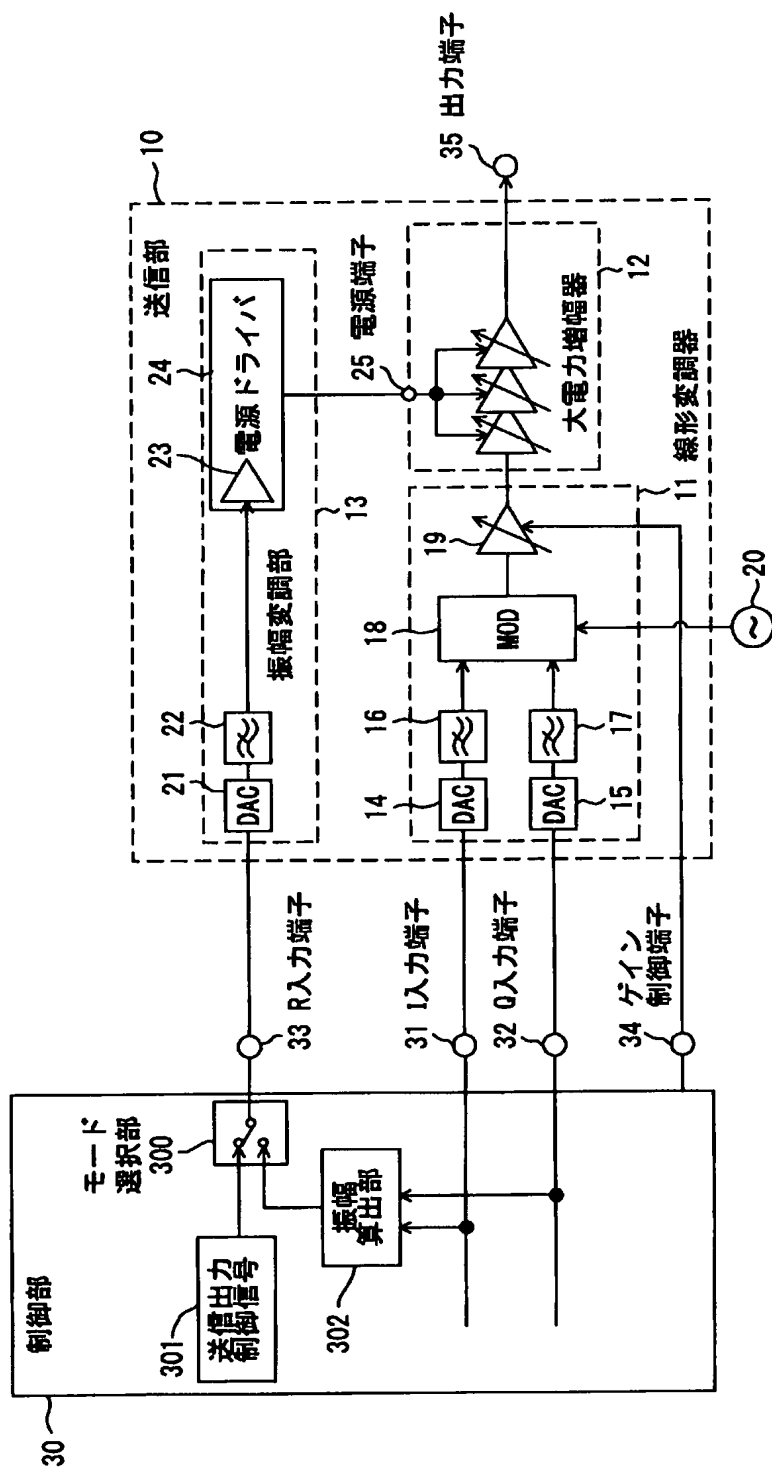 30
制御部
301
送信出力
制御信号
モード
選択部
300
302
振幅
算出部
33 R入力端子
31 I入力端子
32 Q入力端子
34 ゲイン
制御端子
10
送信部
21
DAC
22
振幅変調部
13
23
24
電源ドライバ
25 電源端子
14
DAC
16
15
DAC
17
18
MOD
19
11
線形変調器
20
大電力増幅器
12
35 出力端子